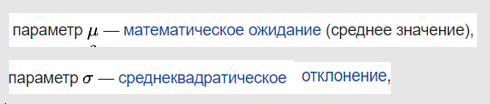 параметр μ — математическое ожидание (среднее значение),
параметр σ — среднеквадратическое отклонение,